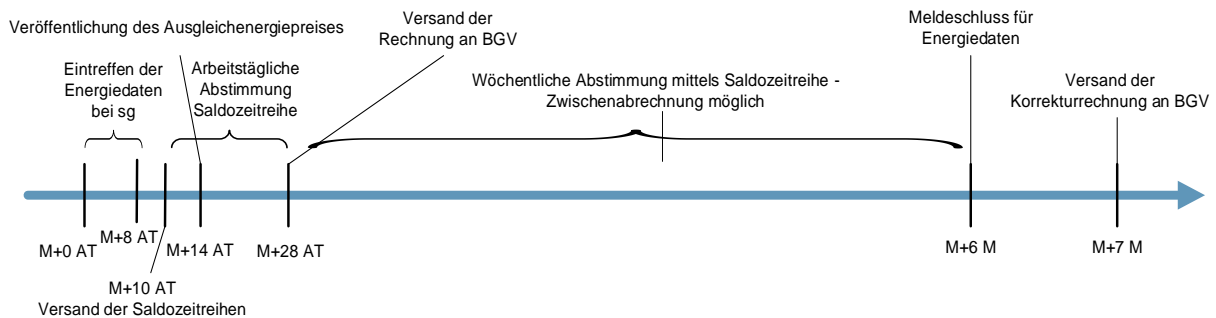 Veröffentlichung des Ausgleichenergiepreises
Versand der
Rechnung an BGV
Meldeschluss für
Energiedaten
Eintreffen der
Energiedaten
bei sg
Arbeitstägliche
Abstimmung
Saldozeitreihe
Wöchentliche Abstimmung mittels Saldozeitreihe -
Zwischenabrechnung möglich
Versand der
Korrekturrechnung an BGV
M+0 AT
M+8 AT
M+14 AT
M+28 AT
M+6 M
M+7 M
M+10 AT
Versand der Saldozeitreihen